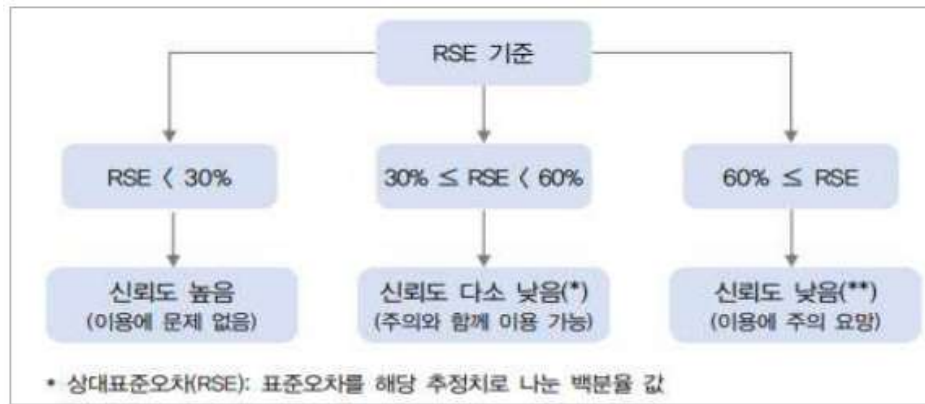 RSE 기준
RSE < 30%
30% ≤ RSE < 60%
60% ≤ RSE
신뢰도 높음
(이용에 문제 없음)
신뢰도 다소 낮음(*)
(주의와 함께 이용 가능)
신뢰도 낮음(**)
(이용에 주의 요망)
• 상대표준오차(RSE): 표준오차를 해당 추정치로 나눈 백분율 값